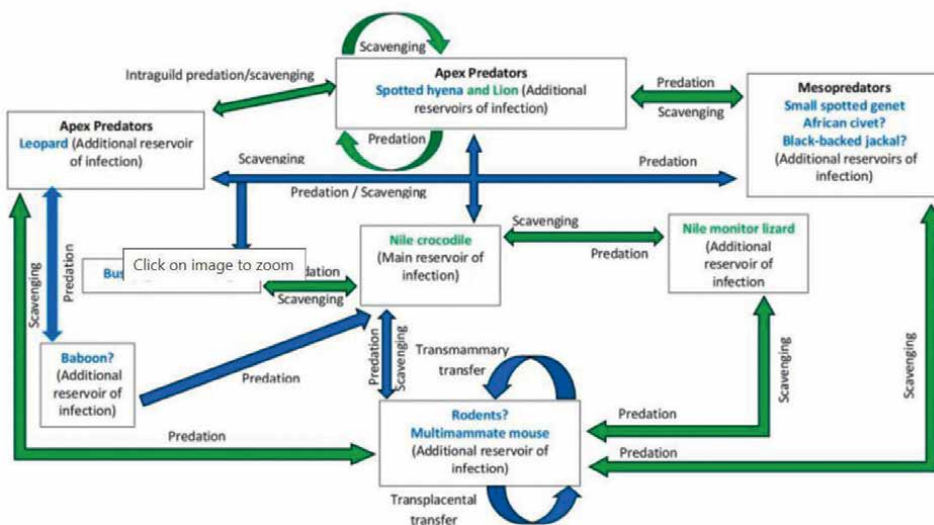 Scavenging
Intraguild predation/scavenging
Apex Predators
Spotted hyena and Lion (Additional
reservoirs of infection)
Predation
Predation
Scavenging
Mesopredators
Small spotted genet
African civet?
Black-backed jackal?
(Additional reservoirs of
infection)
Apex Predators
Leopard (Additional reservoir
of infection)
Scavenging
Predation / Scavenging
Predation
Scavenging
Predation
Nile crocodile
(Main reservoir of
infection)
Scavenging
Predation
Nile monitor lizard
(Additional
reservoir of
infection
Click on image to zoom
Scavenging
Baboon?
(Additional
reservoir of
infection)
Predation
Predation
Scavenging
Transmammary
transfer
Scavenging
Scavenging
Rodents?
Multimammate mouse
(Additional reservoir of
infection)
Predation
Predation
Predation
Transplacental
transfer